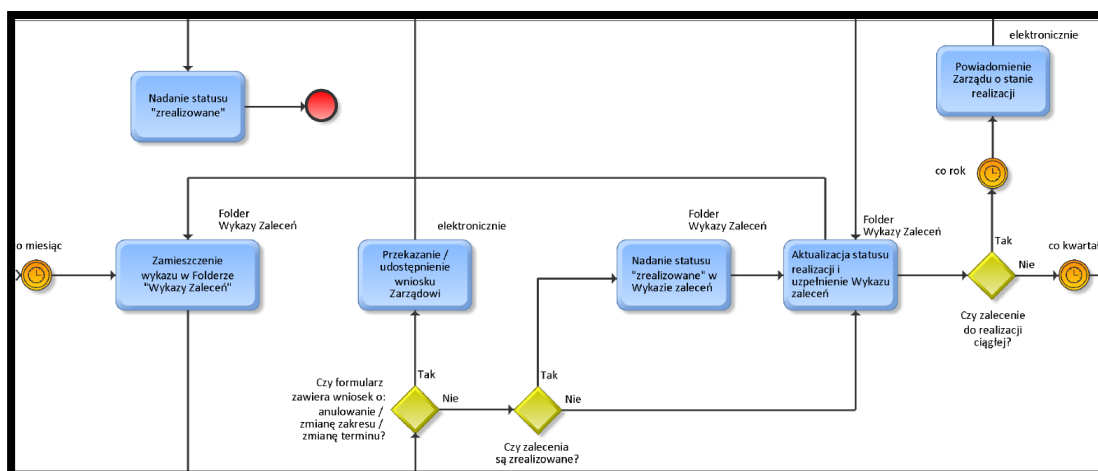 elektronicznie
Powiadomienie
Zarządu o stanie
realizacji
Nadanie statusu
"zrealizowane"
co rok
Folder
Wykazy Zaleceń
elektronicznie
Folder
Wykazy Zaleceń
Folder
Wykazy Zaleceń
o miesiąc
Zamieszczenie
wykazu w Folderze
"Wykazy Zaleceń"
Przekazanie /
udostępnienie
wniosku
Zarządowi
Nadanie statusu
"zrealizowane" w
Wykazie zaleceń
Aktualizacja statusu
realizacji i
uzpełnienie Wykazu
zaleceń
Tak
Nie
co kwartał
Czy zalecenie
do realizacji
ciągłej?
Tak
Tak
Czy formularz
zawiera wniosek o:
anulowanie /
zmianę zakresu /
zmianę terminu?
Nie
Nie
Czy zalecenia
są zrealizowane?